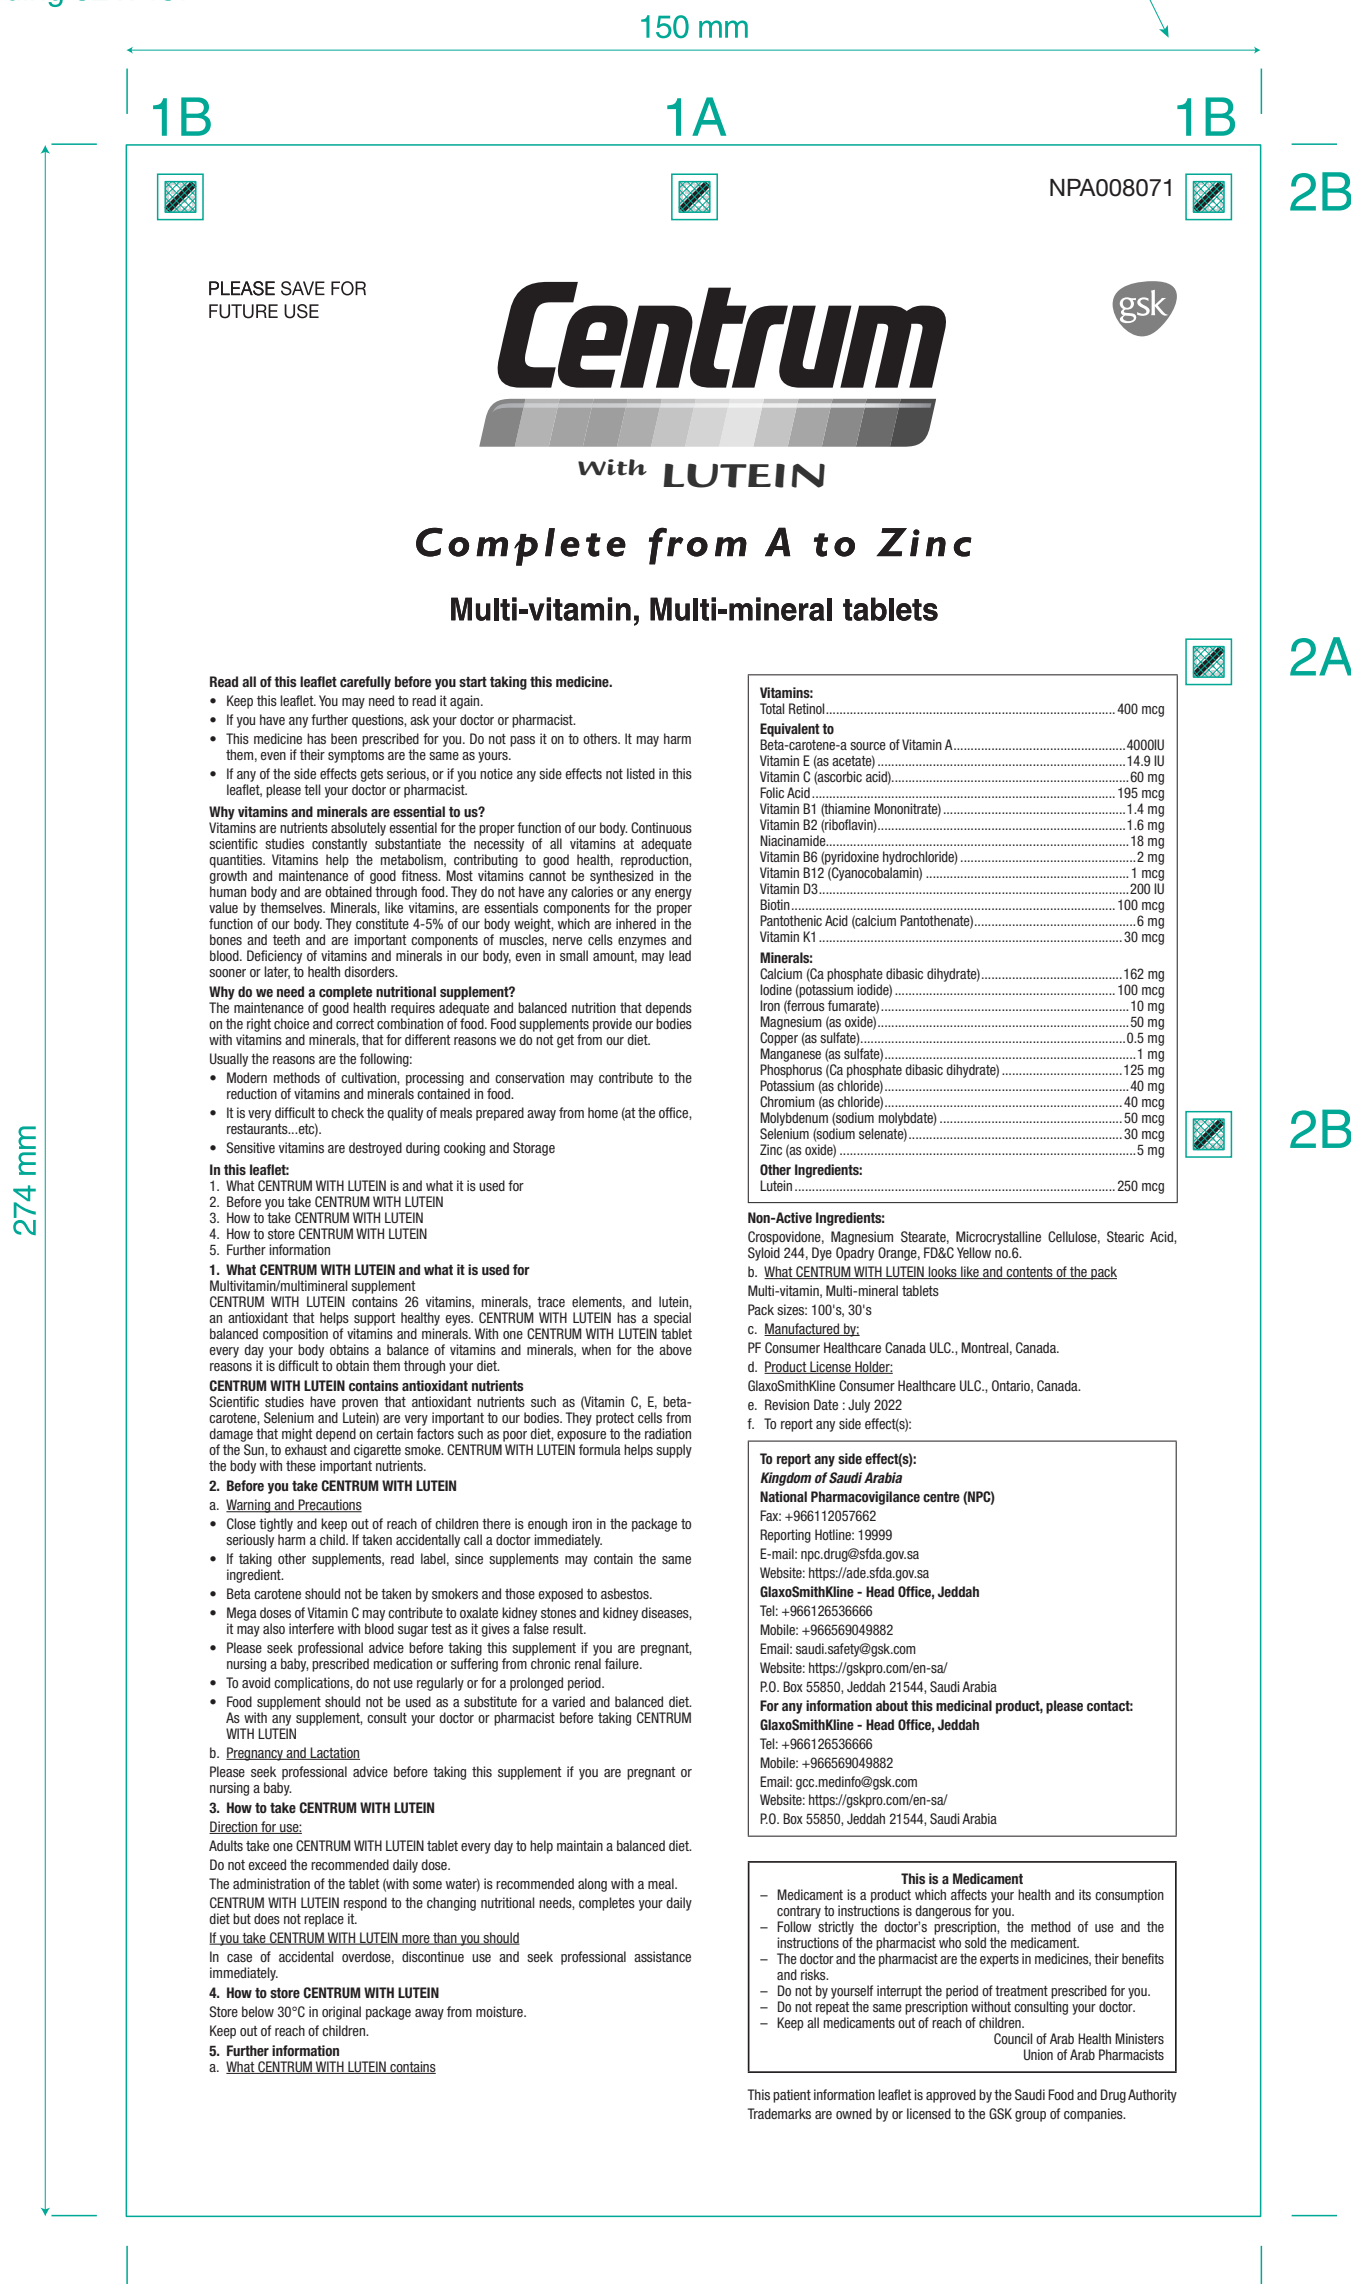 150 mm
1B 1A 1B
NPA008071
2B
PLEASE SAVE FOR
FUTURE USE
Centrum
gsk
With LUTEIN
Complete from A to Zinc
Multi-vitamin, Multi-mineral tablets
2A
2B
274 mm
Read all of this leaflet carefully before you start taking this medicine.
• Keep this leaflet. You may need to read it again.
• If you have any further questions, ask your doctor or pharmacist.
• This medicine has been prescribed for you. Do not pass it on to others. It may harm
them, even if their symptoms are the same as yours.
• If any of the side effects gets serious, or if you notice any side effects not listed in this
leaflet, please tell your doctor or pharmacist.
Why vitamins and minerals are essential to us?
Vitamins are nutrients absolutely essential for the proper function of our body. Continuous
scientific studies constantly substantiate the necessity of all vitamins at adequate
quantities. Vitamins help the metabolism, contributing to good health, reproduction,
growth and maintenance of good fitness. Most vitamins cannot be synthesized in the
human body and are obtained through food. They do not have any calories or any energy
value by themselves. Minerals, like vitamins, are essentials components for the proper
function of our body. They constitute 4-5% of our body weight, which are inhered in the
bones and teeth and are important components of muscles, nerve cells enzymes and
blood. Deficiency of vitamins and minerals in our body, even in small amount, may lead
sooner or later, to health disorders.
Why do we need a complete nutritional supplement?
The maintenance of good health requires adequate and balanced nutrition that depends
on the right choice and correct combination of food. Food supplements provide our bodies
with vitamins and minerals, that for different reasons we do not get from our diet.
Usually the reasons are the following:
• Modern methods of cultivation, processing and conservation may contribute to the
reduction of vitamins and minerals contained in food.
• It is very difficult to check the quality of meals prepared away from home (at the office,
restaurants...etc).
• Sensitive vitamins are destroyed during cooking and Storage
In this leaflet:
1. What CENTRUM WITH LUTEIN is and what it is used for
2. Before you take CENTRUM WITH LUTEIN
3. How to take CENTRUM WITH LUTEIN
4. How to store CENTRUM WITH LUTEIN
5. Further information
1. What CENTRUM WITH LUTEIN and what it is used for
Multivitamin/multimineral supplement
CENTRUM WITH LUTEIN contains 26 vitamins, minerals, trace elements, and lutein,
an antioxidant that helps support healthy eyes. CENTRUM WITH LUTEIN has a special
balanced composition of vitamins and minerals. With one CENTRUM WITH LUTEIN tablet
every day your body obtains a balance of vitamins and minerals, when for the above
reasons it is difficult to obtain them through your diet.
CENTRUM WITH LUTEIN contains antioxidant nutrients
Scientific studies have proven that antioxidant nutrients such as (Vitamin C, E, beta-
carotene, Selenium and Lutein) are very important to our bodies. They protect cells from
damage that might depend on certain factors such as poor diet, exposure to the radiation
of the Sun, to exhaust and cigarette smoke. CENTRUM WITH LUTEIN formula helps supply
the body with these important nutrients.
2. Before you take CENTRUM WITH LUTEIN
a. Warning and Precautions
• Close tightly and keep out of reach of children there is enough iron in the package to
seriously harm a child. If taken accidentally call a doctor immediately.
• If taking other supplements, read label, since supplements may contain the same
ingredient.
• Beta carotene should not be taken by smokers and those exposed to asbestos.
• Mega doses of Vitamin C may contribute to oxalate kidney stones and kidney diseases,
it may also interfere with blood sugar test as it gives a false result.
• Please seek professional advice before taking this supplement if you are pregnant,
nursing a baby, prescribed medication or suffering from chronic renal failure.
• To avoid complications, do not use regularly or for a prolonged period.
• Food supplement should not be used as a substitute for a varied and balanced diet.
As with any supplement, consult your doctor or pharmacist before taking CENTRUM
WITH LUTEIN
b. Pregnancy and Lactation
Please seek professional advice before taking this supplement if you are pregnant or
nursing a baby.
3. How to take CENTRUM WITH LUTEIN
Direction for use:
Adults take one CENTRUM WITH LUTEIN tablet every day to help maintain a balanced diet.
Do not exceed the recommended daily dose.
The administration of the tablet (with some water) is recommended along with a meal.
CENTRUM WITH LUTEIN respond to the changing nutritional needs, completes your daily
diet but does not replace it.
If you take CENTRUM WITH LUTEIN more than you should
In case of accidental overdose, discontinue use and seek professional assistance
immediately.
4. How to store CENTRUM WITH LUTEIN
Store below 30°C in original package away from moisture.
Keep out of reach of children.
5. Further information
a. What CENTRUM WITH LUTEIN contains
Vitamins:
Total Retinol 400 mcg
Equivalent to
Beta-carotene-a source of Vitamin A 4000IU
Vitamin E (as acetate) 14.9 IU
Vitamin C (ascorbic acid) 60 mg
Folic Acid 195 mcg
Vitamin B1 (thiamine Mononitrate) 1.4 mg
Vitamin B2 (riboflavin) 1.6 mg
Niacinamide 18 mg
Vitamin B6 (pyridoxine hydrochloride) 2 mg
Vitamin B12 (Cyanocobalamin) 1 mcg
Vitamin D3 200 IU
Biotin 100 mcg
Pantothenic Acid (calcium Pantothenate) 6 mg
Vitamin K1 30 mcg
Minerals:
Calcium (Ca phosphate dibasic dihydrate) 162 mg
Iodine (potassium iodide) 100 mcg
Iron (ferrous fumarate) 10 mg
Magnesium (as oxide) 50 mg
Copper (as sulfate) 0.5 mg
Manganese (as sulfate) 1 mg
Phosphorus (Ca phosphate dibasic dihydrate) 125 mg
Potassium (as chloride) 40 mg
Chromium (as chloride) 40 mcg
Molybdenum (sodium molybdate) 50 mcg
Selenium (sodium selenate) 30 mcg
Zinc (as oxide) 5 mg
Other Ingredients:
Lutein 250 mcg
Non-Active Ingredients:
Crospovidone, Magnesium Stearate, Microcrystalline Cellulose, Stearic Acid,
Syloid 244, Dye Opadry Orange, FD&C Yellow no.6.
b. What CENTRUM WITH LUTEIN looks like and contents of the pack
Multi-vitamin, Multi-mineral tablets
Pack sizes: 100's, 30's
c. Manufactured by;
PF Consumer Healthcare Canada ULC., Montreal, Canada.
d. Product License Holder:
GlaxoSmithKline Consumer Healthcare ULC., Ontario, Canada.
e. Revision Date : July 2022
f. To report any side effect(s):
To report any side effect(s):
Kingdom of Saudi Arabia
National Pharmacovigilance centre (NPC)
Fax: +966112057662
Reporting Hotline: 19999
E-mail: npc.drug@sfda.gov.sa
Website: https://ade.sfda.gov.sa
GlaxoSmithKline - Head Office, Jeddah
Tel: +966126536666
Mobile: +966569049882
Email: saudi.safety@gsk.com
Website: https://gskpro.com/en-sa/
P.O. Box 55850, Jeddah 21544, Saudi Arabia
For any information about this medicinal product, please contact:
GlaxoSmithKline - Head Office, Jeddah
Tel: +966126536666
Mobile: +966569049882
Email: gcc.medinfo@gsk.com
Website: https://gskpro.com/en-sa/
P.O. Box 55850, Jeddah 21544, Saudi Arabia
This is a Medicament
– Medicament is a product which affects your health and its consumption
contrary to instructions is dangerous for you.
– Follow strictly the doctor's prescription, the method of use and the
instructions of the pharmacist who sold the medicament.
– The doctor and the pharmacist are the experts in medicines, their benefits
and risks.
– Do not by yourself interrupt the period of treatment prescribed for you.
– Do not repeat the same prescription without consulting your doctor.
– Keep all medicaments out of reach of children.
Council of Arab Health Ministers
Union of Arab Pharmacists
This patient information leaflet is approved by the Saudi Food and Drug Authority
Trademarks are owned by or licensed to the GSK group of companies.